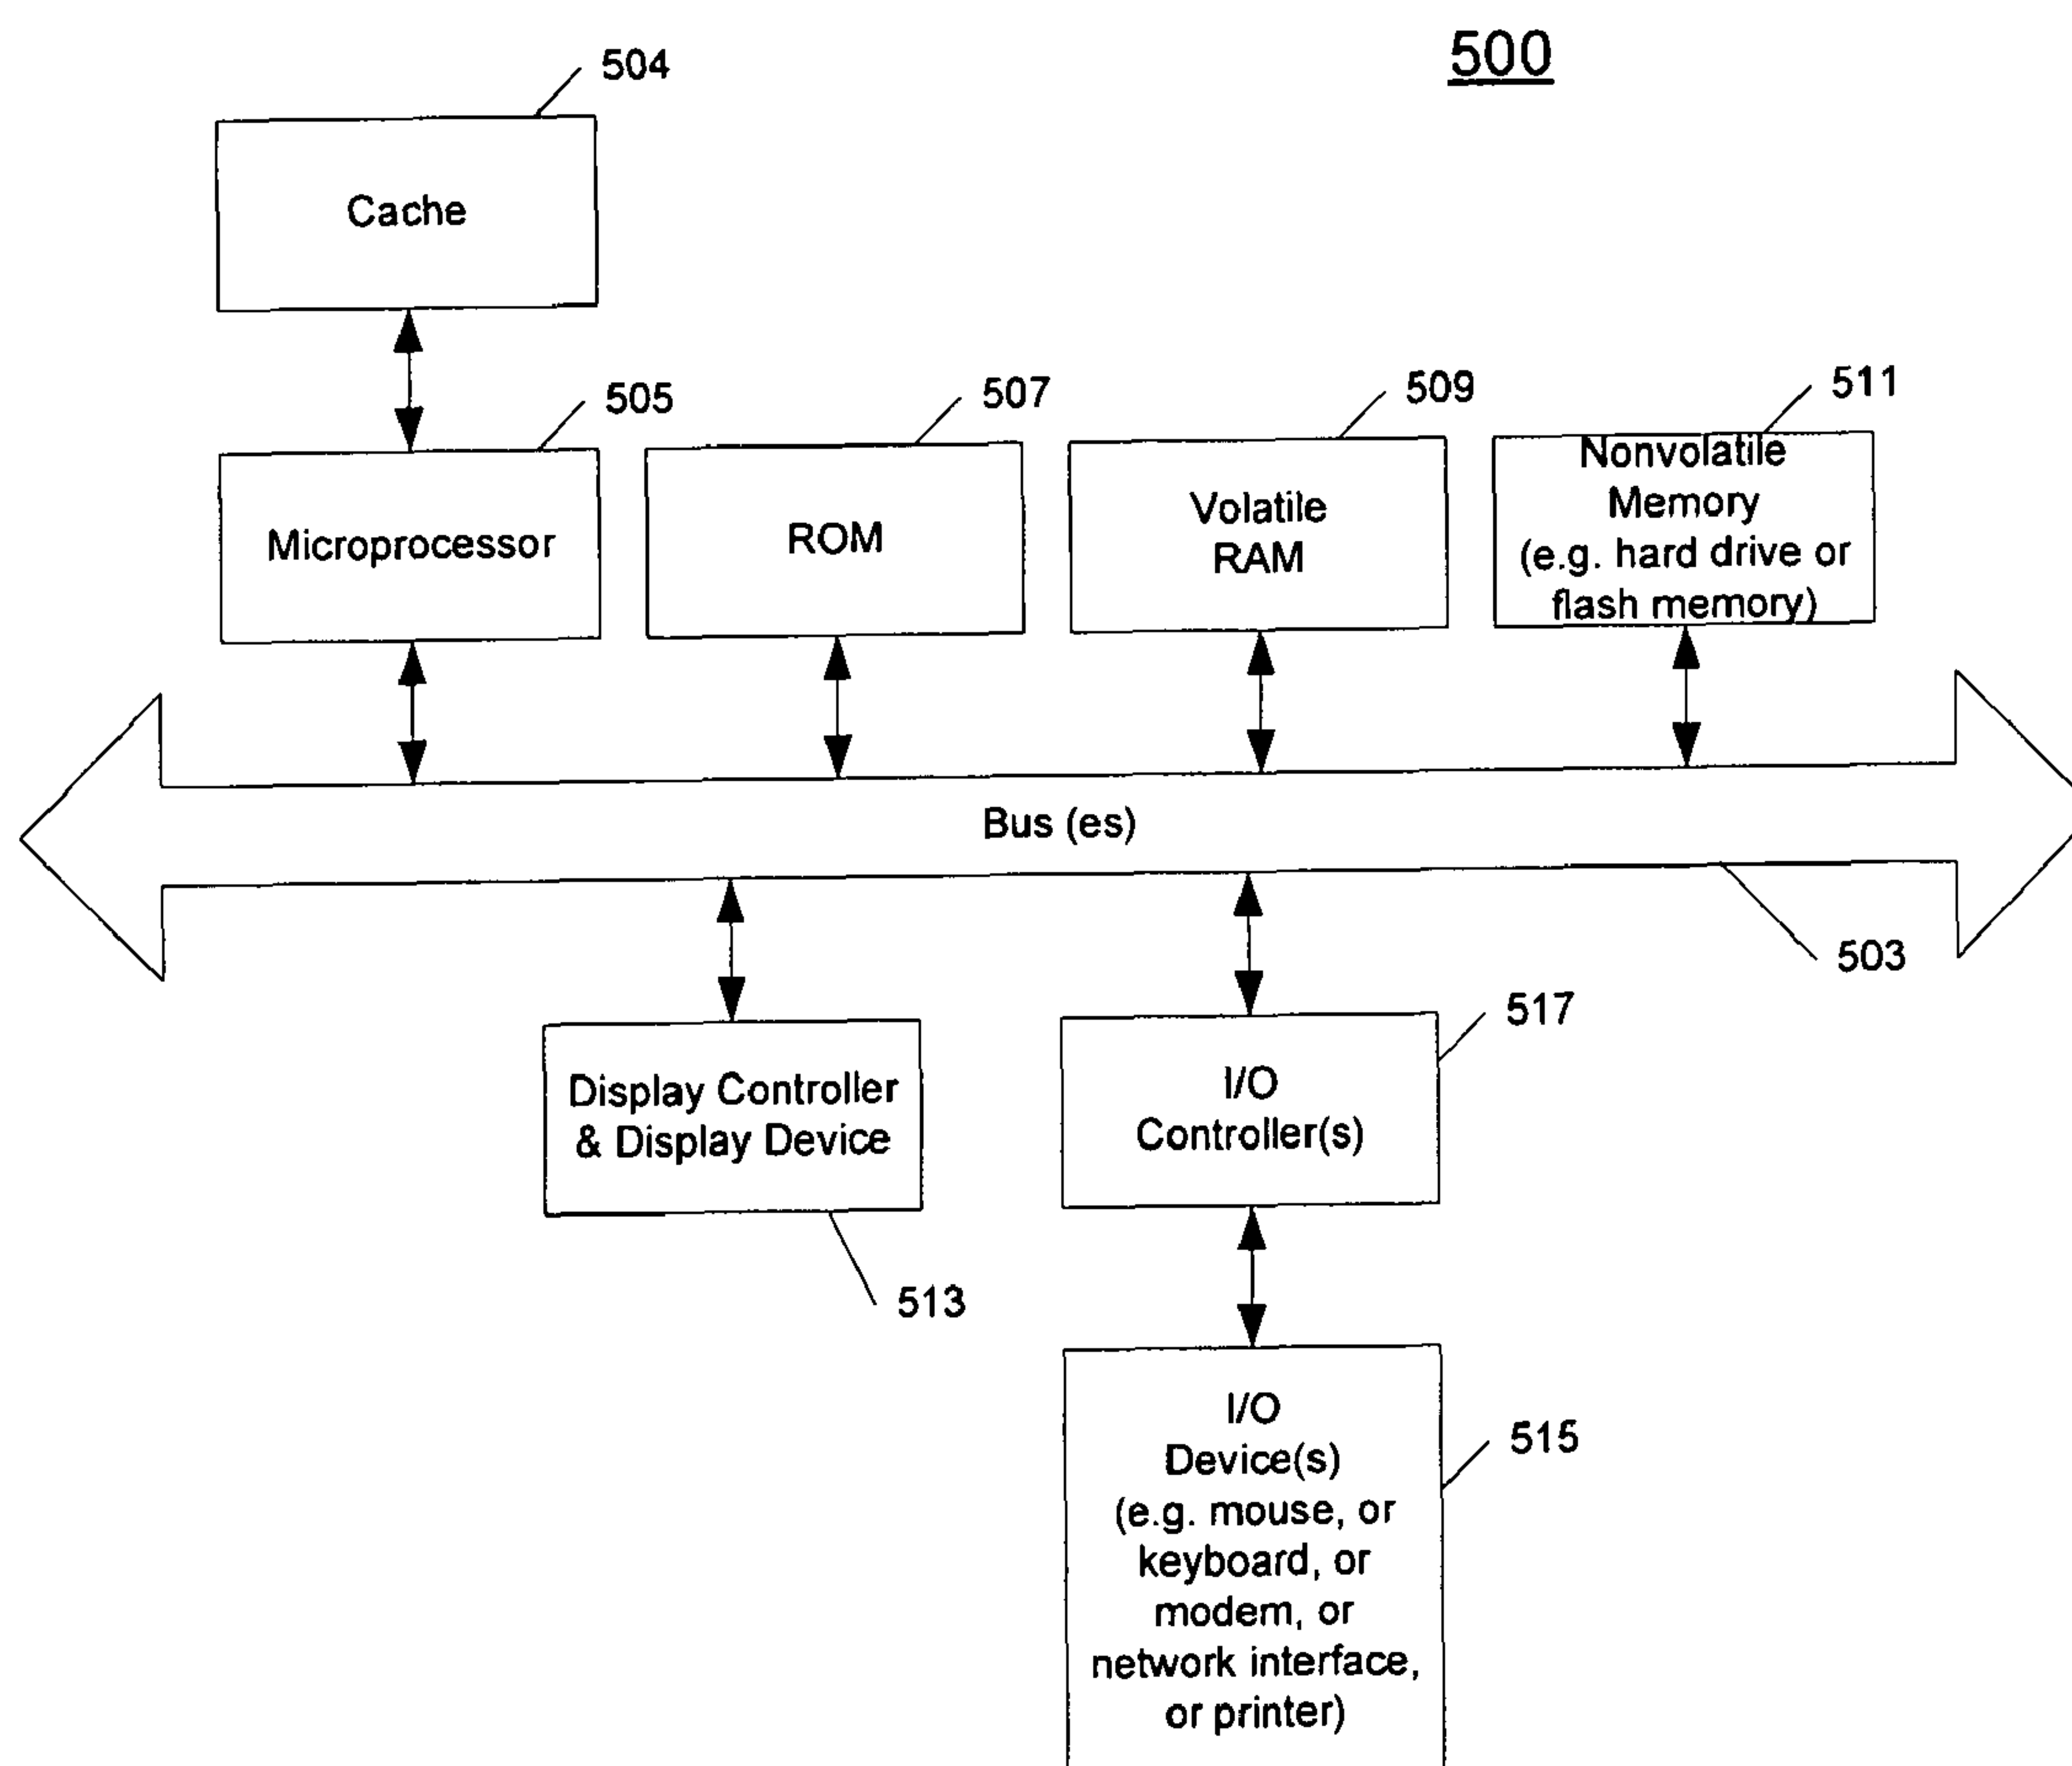 500
504
Cache
505
507
509
511
Microprocessor
ROM
Volatile
RAM
Nonvolatile
Memory
(e.g. hard drive or
flash memory)
Bus (es)
503
517
Display Controller
& Display Device
I/O
Controller(s)
513
I/O
Device(s)
(e.g. mouse, or
keyboard, or
modem, or
network interface,
or printer)
515